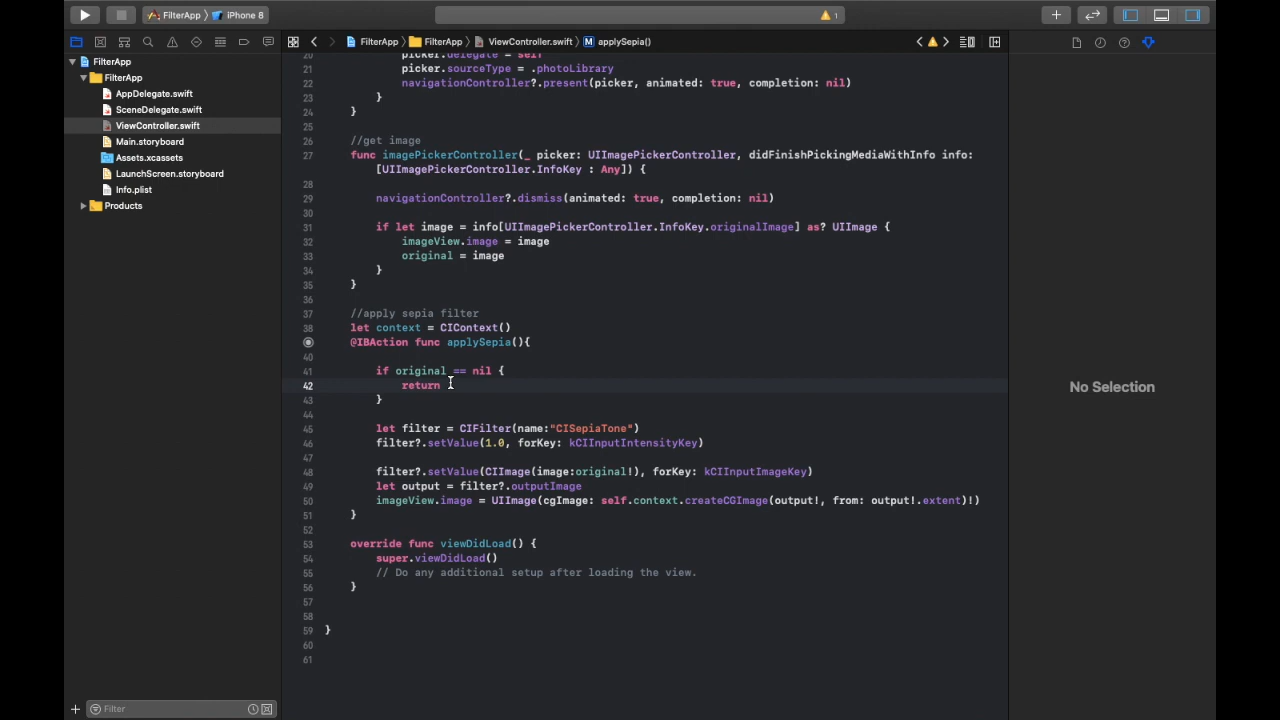 FilterApp iPhone 8 1
FilterApp FilterApp ViewController.swift M applySepia()
FilterApp
FilterApp
AppDelegate.swift
SceneDelegate.swift
ViewController.swift
Main.storyboard
Assets.xcassets
LaunchScreen.storyboard
Info.plist
Products
Filter
20 picker.delegate = self
21 picker.sourceType = .photoLibrary
22 navigationController?.present(picker, animated: true, completion: nil)
23 }
24 }
25
26 //get image
27 func imagePickerController(_ picker: UIImagePickerController, didFinishPickingMediaWithInfo info:
[UIImagePickerController.InfoKey : Any]) {
28
29 navigationController?.dismiss(animated: true, completion: nil)
30
31 if let image = info[UIImagePickerController.InfoKey.originalImage] as? UIImage {
32 imageView.image = image
33 original = image
34 }
35 }
36
37 //apply sepia filter
38 let context = CIContext()
@IBAction func applySepia(){
40
41 if original == nil {
42 return
43 }
44
45 let filter = CIFilter(name:"CISepiaTone")
46 filter?.setValue(1.0, forKey: kCIInputIntensityKey)
47
48 filter?.setValue(CIImage(image:original!), forKey: kCIInputImageKey)
49 let output = filter?.outputImage
50 imageView.image = UIImage(cgImage: self.context.createCGImage(output!, from: output!.extent)!)
51 }
52
53 override func viewDidLoad() {
54 super.viewDidLoad()
55 // Do any additional setup after loading the view.
56 }
57
58
59 }
60
61
No Selection